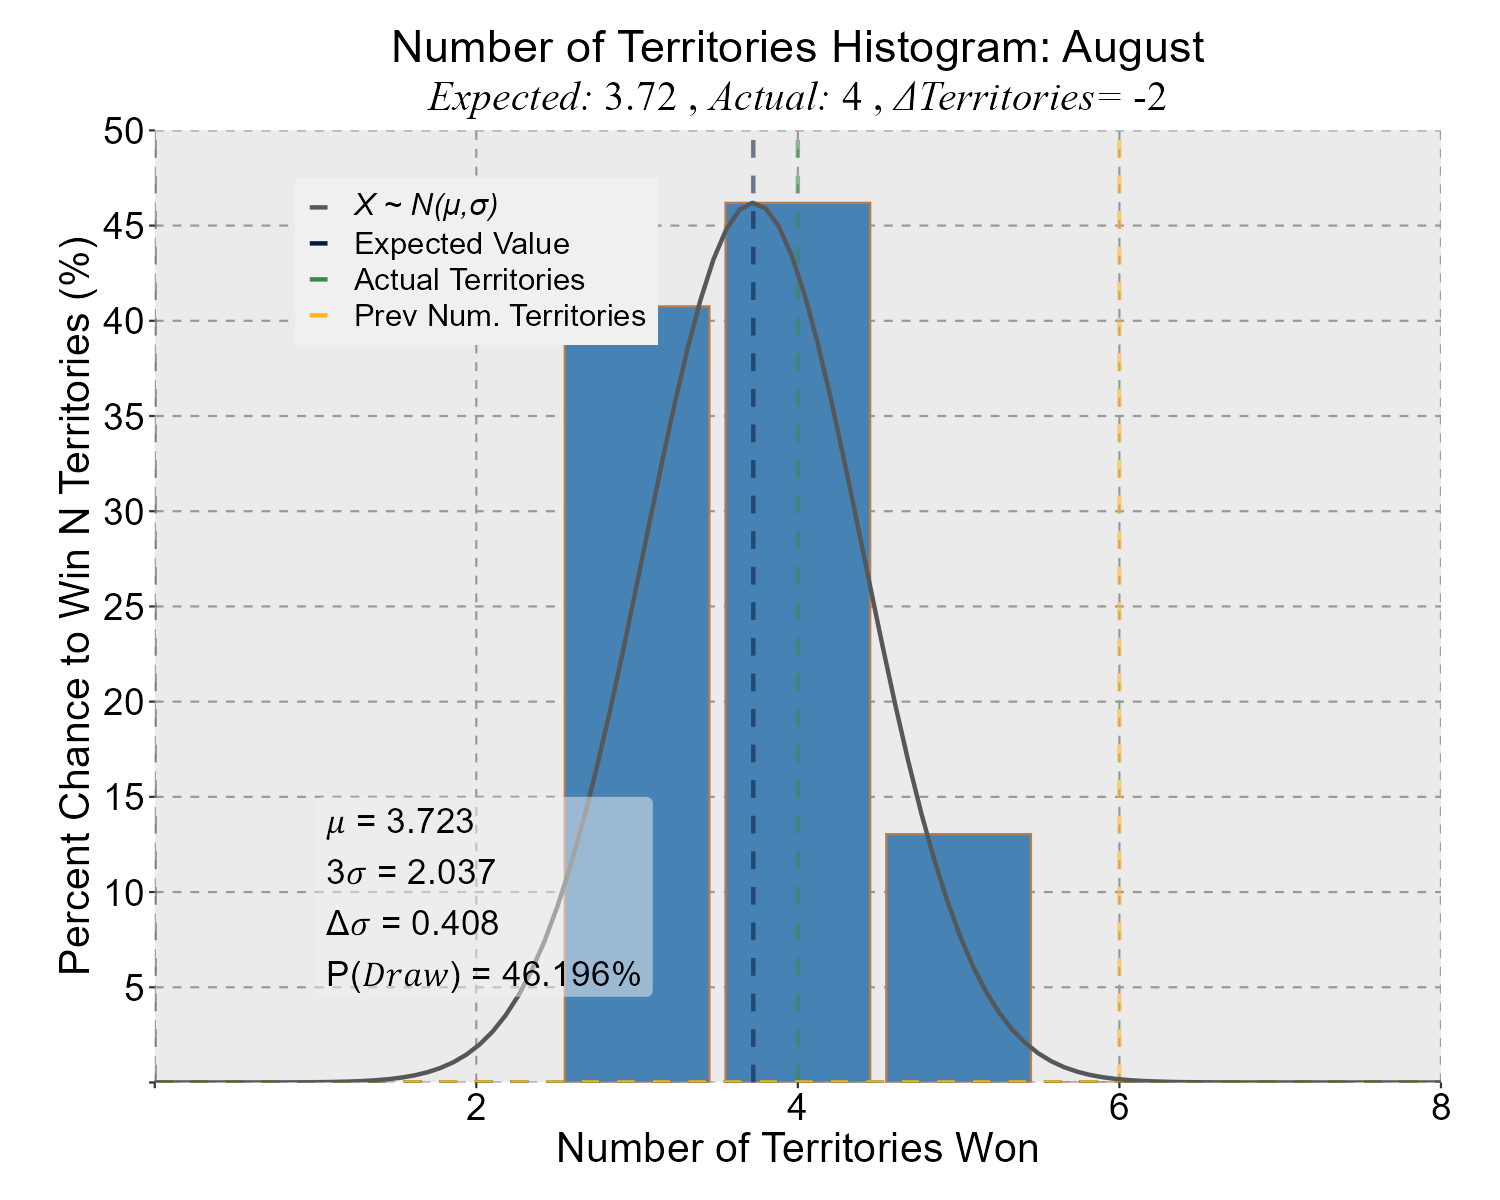 Number of Territories Histogram: August
Expected: 3.72 , Actual: 4 , ΔTerritories= -2
Percent Chance to Win N Territories (%)
50
45
40
35
30
25
20
15
10
5
X ~ N(μ,σ)
Expected Value
Actual Territories
Prev Num. Territories
μ = 3.723
3σ = 2.037
Δσ = 0.408
P(Draw) = 46.196%
2
4
6
8
Number of Territories Won